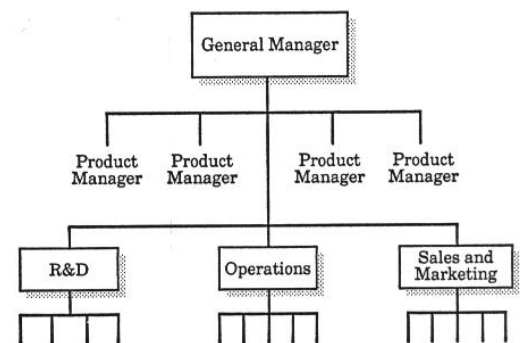 General Manager
Product Product Product Product
Manager Manager Manager Manager
R&D Operations Sales and
Marketing